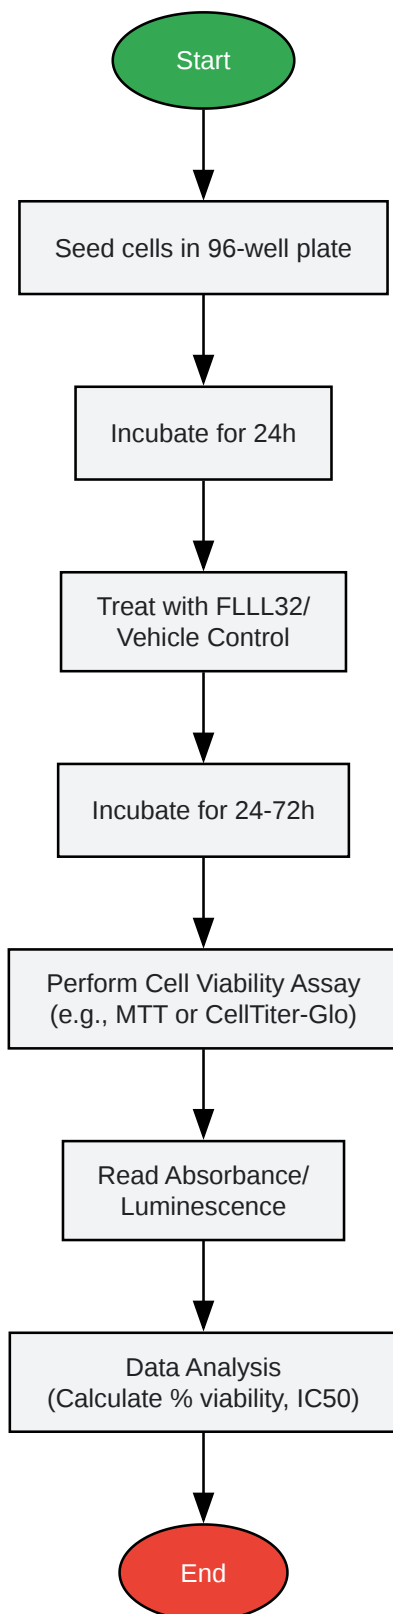 Start
Seed cells in 96-well plate
Incubate for 24h
Treat with FLLL32/
Vehicle Control
Incubate for 24-72h
Perform Cell Viability Assay
(e.g., MTT or CellTiter-Glo)
Read Absorbance/
Luminescence
Data Analysis
(Calculate % viability, IC50)
End